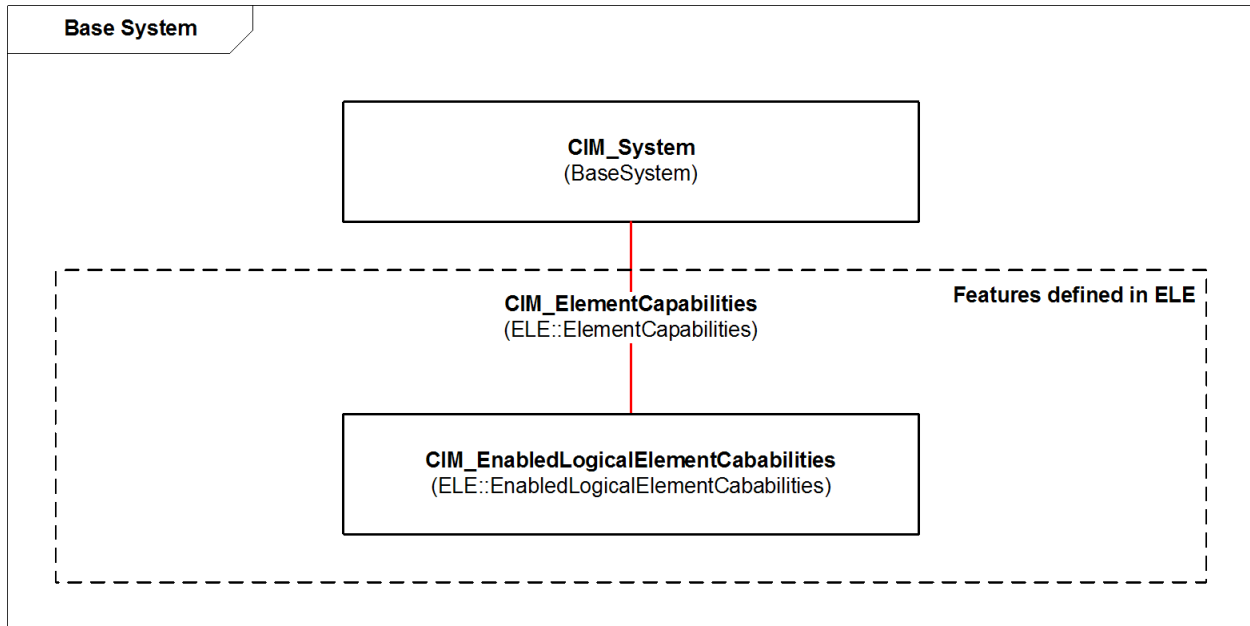 Base System
CIM_System
(BaseSystem)
CIM_ElementCapabilities
(ELE::ElementCapabilities)
Features defined in ELE
CIM_EnabledLogicalElementCababilities
(ELE::EnabledLogicalElementCababilities)